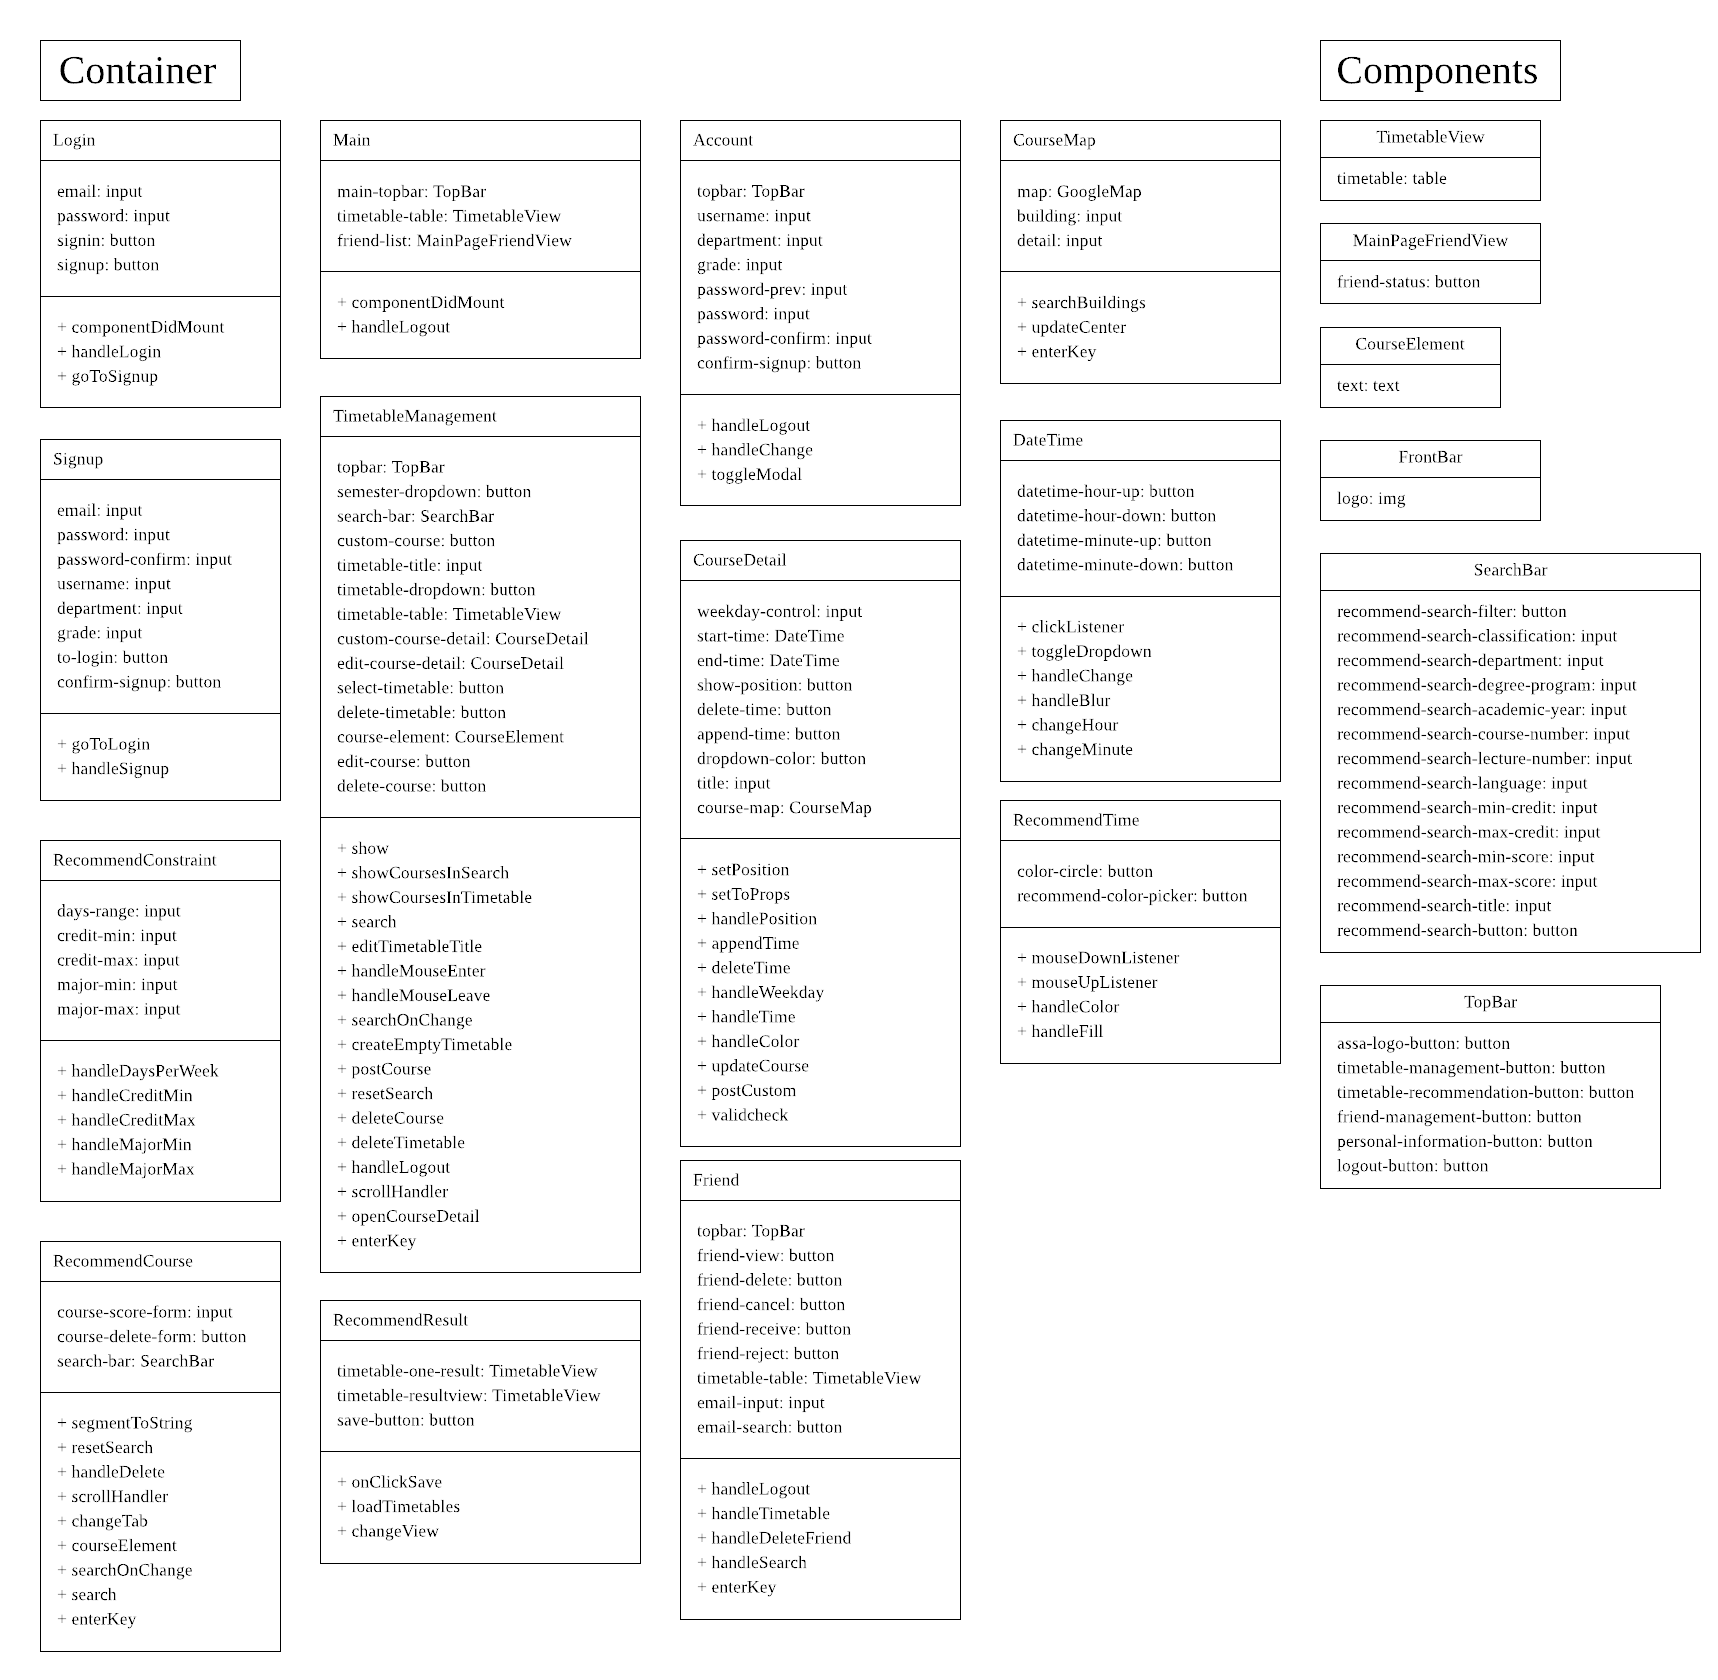 Container
Login
email: input
password: input
signin: button
signup: button
+ componentDidMount
+ handleLogin
+ goToSignup
Signup
email: input
password: input
password-confirm: input
username: input
department: input
grade: input
to-login: button
confirm-signup: button
+ goToLogin
+ handleSignup
RecommendConstraint
days-range: input
credit-min: input
credit-max: input
major-min: input
major-max: input
+ handleDaysPerWeek
+ handleCreditMin
+ handleCreditMax
+ handleMajorMin
+ handleMajorMax
RecommendCourse
course-score-form: input
course-delete-form: button
search-bar: SearchBar
+ segmentToString
+ resetSearch
+ handleDelete
+ scrollHandler
+ changeTab
+ courseElement
+ searchOnChange
+ search
+ enterKey
Main
main-topbar: TopBar
timetable-table: TimetableView
friend-list: MainPageFriendView
+ componentDidMount
+ handleLogout
TimetableManagement
topbar: TopBar
semester-dropdown: button
search-bar: SearchBar
custom-course: button
timetable-title: input
timetable-dropdown: button
timetable-table: TimetableView
custom-course-detail: CourseDetail
edit-course-detail: CourseDetail
select-timetable: button
delete-timetable: button
course-element: CourseElement
edit-course: button
delete-course: button
+ show
+ showCoursesInSearch
+ showCoursesInTimetable
+ search
+ editTimetableTitle
+ handleMouseEnter
+ handleMouseLeave
+ searchOnChange
+ createEmptyTimetable
+ postCourse
+ resetSearch
+ deleteCourse
+ deleteTimetable
+ handleLogout
+ scrollHandler
+ openCourseDetail
+ enterKey
RecommendResult
timetable-one-result: TimetableView
timetable-resultview: TimetableView
save-button: button
+ onClickSave
+ loadTimetables
+ changeView
Account
topbar: TopBar
username: input
department: input
grade: input
password-prev: input
password: input
password-confirm: input
confirm-signup: button
+ handleLogout
+ handleChange
+ toggleModal
CourseDetail
weekday-control: input
start-time: DateTime
end-time: DateTime
show-position: button
delete-time: button
append-time: button
dropdown-color: button
title: input
course-map: CourseMap
+ setPosition
+ setToProps
+ handlePosition
+ appendTime
+ deleteTime
+ handleWeekday
+ handleTime
+ handleColor
+ updateCourse
+ postCustom
+ validcheck
Friend
topbar: TopBar
friend-view: button
friend-delete: button
friend-cancel: button
friend-receive: button
friend-reject: button
timetable-table: TimetableView
email-input: input
email-search: button
+ handleLogout
+ handleTimetable
+ handleDeleteFriend
+ handleSearch
+ enterKey
CourseMap
map: GoogleMap
building: input
detail: input
+ searchBuildings
+ updateCenter
+ enterKey
DateTime
datetime-hour-up: button
datetime-hour-down: button
datetime-minute-up: button
datetime-minute-down: button
+ clickListener
+ toggleDropdown
+ handleChange
+ handleBlur
+ changeHour
+ changeMinute
RecommendTime
color-circle: button
recommend-color-picker: button
+ mouseDownListener
+ mouseUpListener
+ handleColor
+ handleFill
Components
TimetableView
timetable: table
MainPageFriendView
friend-status: button
CourseElement
text: text
FrontBar
logo: img
SearchBar
recommend-search-filter: button
recommend-search-classification: input
recommend-search-department: input
recommend-search-degree-program: input
recommend-search-academic-year: input
recommend-search-course-number: input
recommend-search-lecture-number: input
recommend-search-language: input
recommend-search-min-credit: input
recommend-search-max-credit: input
recommend-search-min-score: input
recommend-search-max-score: input
recommend-search-title: input
recommend-search-button: button
TopBar
assa-logo-button: button
timetable-management-button: button
timetable-recommendation-button: button
friend-management-button: button
personal-information-button: button
logout-button: button